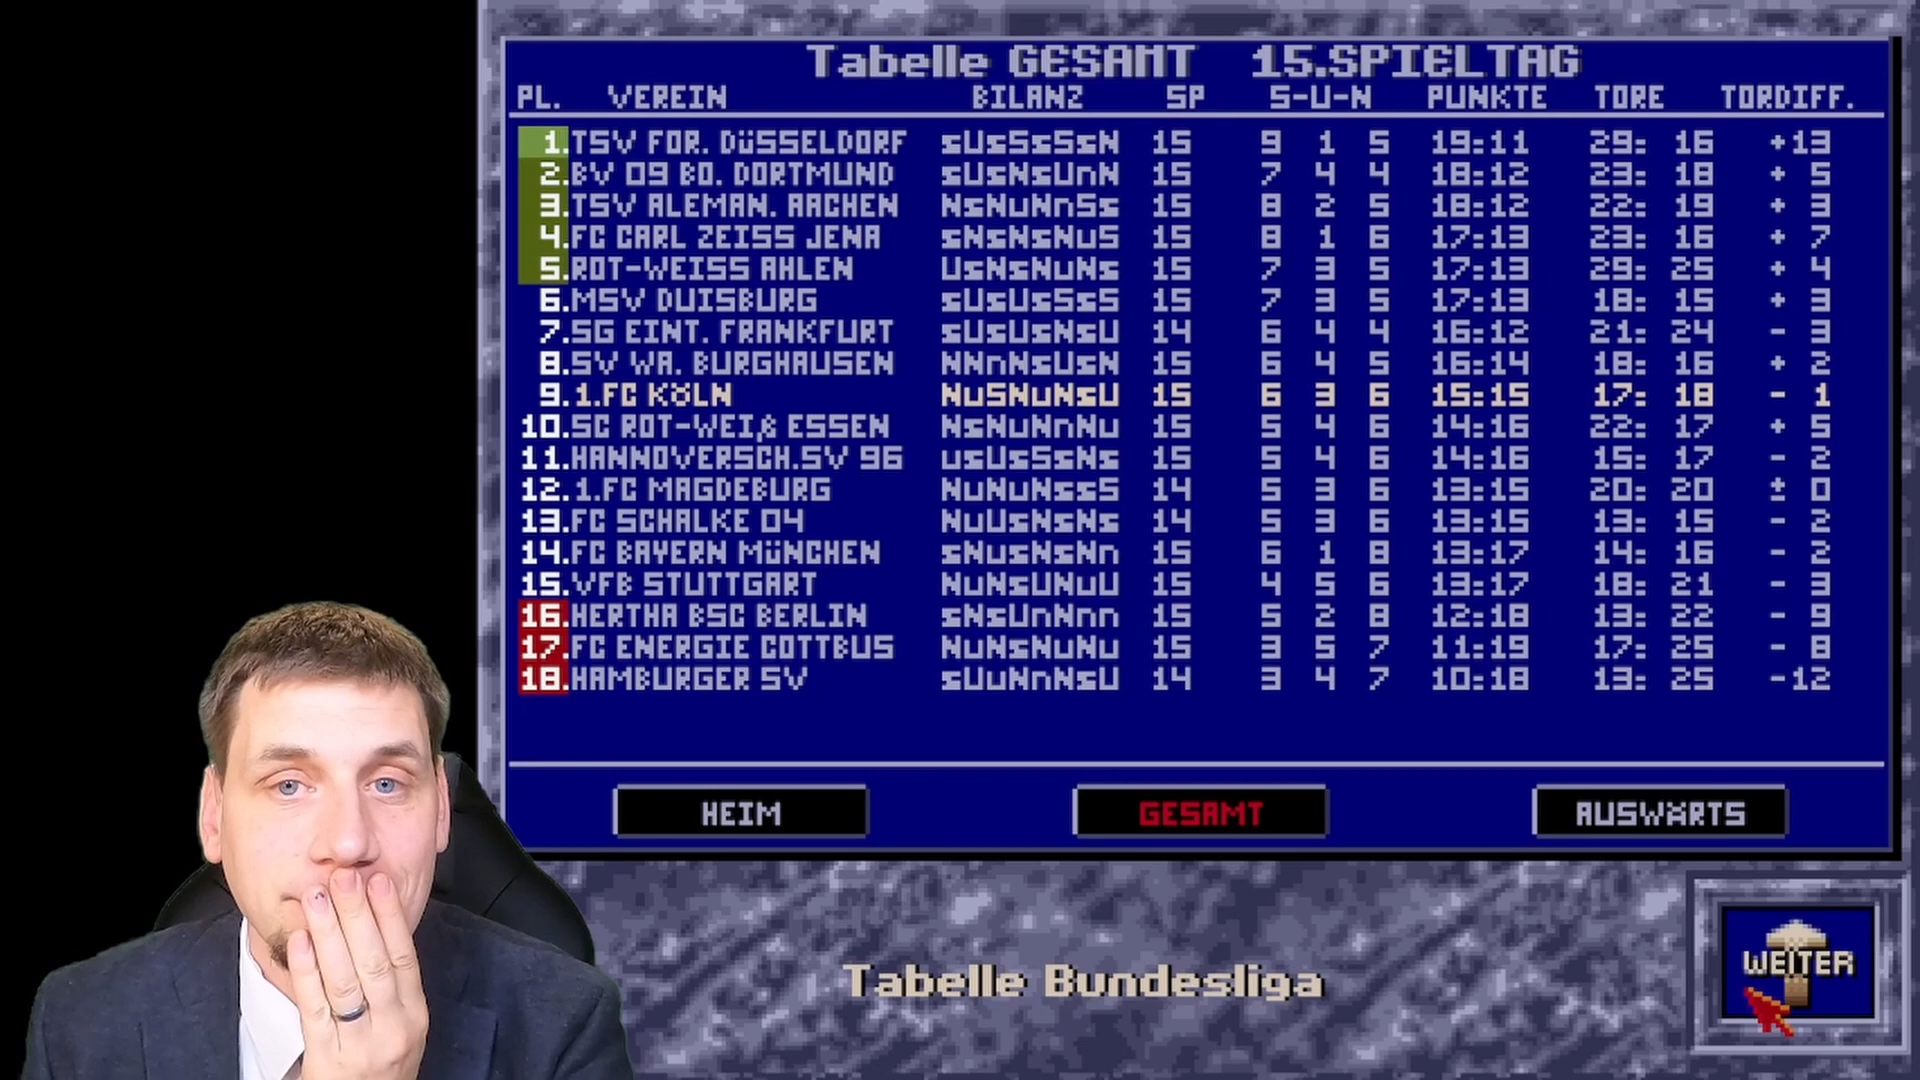 Tabelle GESAMT 15.SPIELTAG
PL. VEREIN BILANZ SP S-U-N PUNKTE TORE TORDIFF.
1. TSV FOR. DüSSELDORF sUsSsSsN 15 9 1 5 19:11 29: 16 +13
2. BV 09 BO. DORTMUND sUsNsUnN 15 7 4 4 18:12 23: 18 + 5
3. TSV ALEMAN. AACHEN NsNuNnSs 15 8 2 5 18:12 22: 19 + 3
4. FC CARL ZEISS JENA sNsNsNuS 15 8 1 6 17:13 23: 16 + 7
5. ROT-WEISS AHLEN UsNsNuNs 15 7 3 5 17:13 29: 25 + 4
6. MSV DUISBURG sUsUsSsS 15 7 3 5 17:13 18: 15 + 3
7. SG EINT. FRANKFURT sUsUsNsU 14 6 4 4 16:12 21: 24 - 3
8. SV WA. BURGHAUSEN NNnNsUsN 15 6 4 5 16:14 18: 16 + 2
9. 1.FC KÖLN NuSNuNsU 15 6 3 6 15:15 17: 18 - 1
10. SC ROT-WEIß ESSEN NsNuNnNu 15 5 4 6 14:16 22: 17 + 5
11. HANNOVERSCH.SV 96 usUsSsNs 15 5 4 6 14:16 15: 17 - 2
12. 1.FC MAGDEBURG NuNuNssS 14 5 3 6 13:15 20: 20 ± 0
13. FC SCHALKE 04 NuUsNsNs 14 5 3 6 13:15 13: 15 - 2
14. FC BAYERN MüNCHEN sNusNsNn 15 6 1 8 13:17 14: 16 - 2
15. VFB STUTTGART NuNsUNuU 15 4 5 6 13:17 18: 21 - 3
16. HERTHA BSC BERLIN sNsUnNnn 15 5 2 8 12:18 13: 22 - 9
17. FC ENERGIE COTTBUS NuNsNuNu 15 3 5 7 11:19 17: 25 - 8
18. HAMBURGER SV sUuNnNsU 14 3 4 7 10:18 13: 25 -12
HEIM GESAMT AUSWÄRTS
WEITER
Tabelle Bundesliga